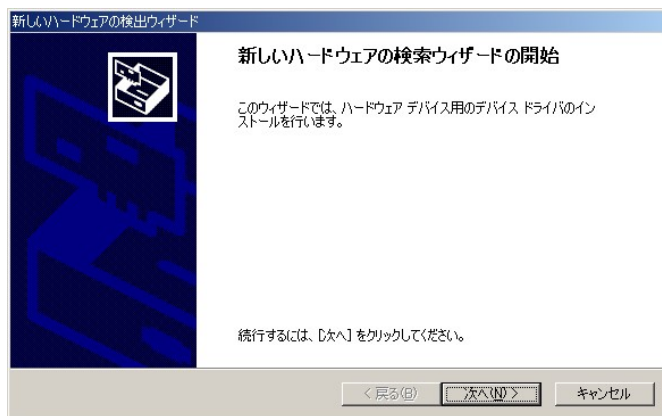 新しいハードウェアの検出ウィザード
新しいハードウェアの検索ウィザードの開始
このウィザードでは、ハードウェア デバイス用のデバイス ドライバのイン
ストールを行います。
続行するには、[次へ] をクリックしてください。
< 戻る(B) 次へ(N) > キャンセル